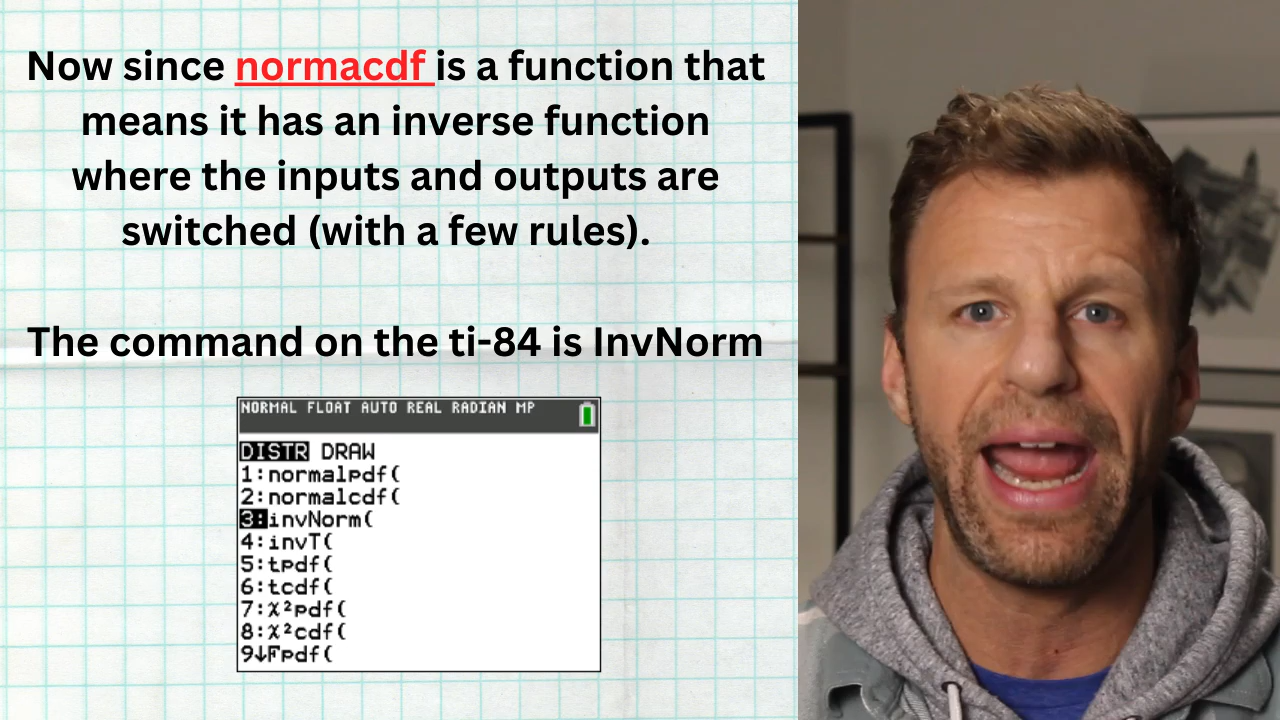 Now since normacdf is a function that
means it has an inverse function
where the inputs and outputs are
switched (with a few rules).
The command on the ti-84 is InvNorm
NORMAL FLOAT AUTO REAL RADIAN MP
DISTR DRAW
1:normalpdf(
2:normalcdf(
3:invNorm(
4:invT(
5:tpdf(
6:tcdf(
7:χ²pdf(
8:χ²cdf(
9↓Fpdf(